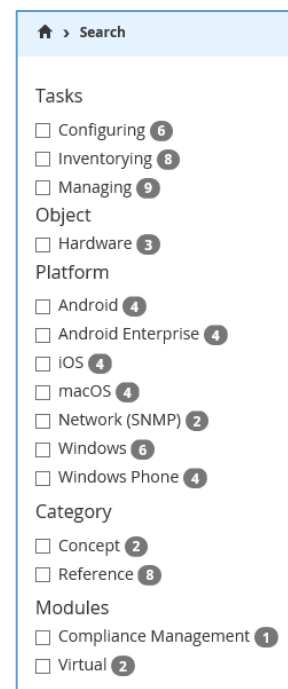 > Search
Tasks
Configuring 6
Inventorying 8
Managing 9
Object
Hardware 3
Platform
Android 4
Android Enterprise 4
iOS 4
macOS 4
Network (SNMP) 2
Windows 6
Windows Phone 4
Category
Concept 2
Reference 8
Modules
Compliance Management 1
Virtual 2